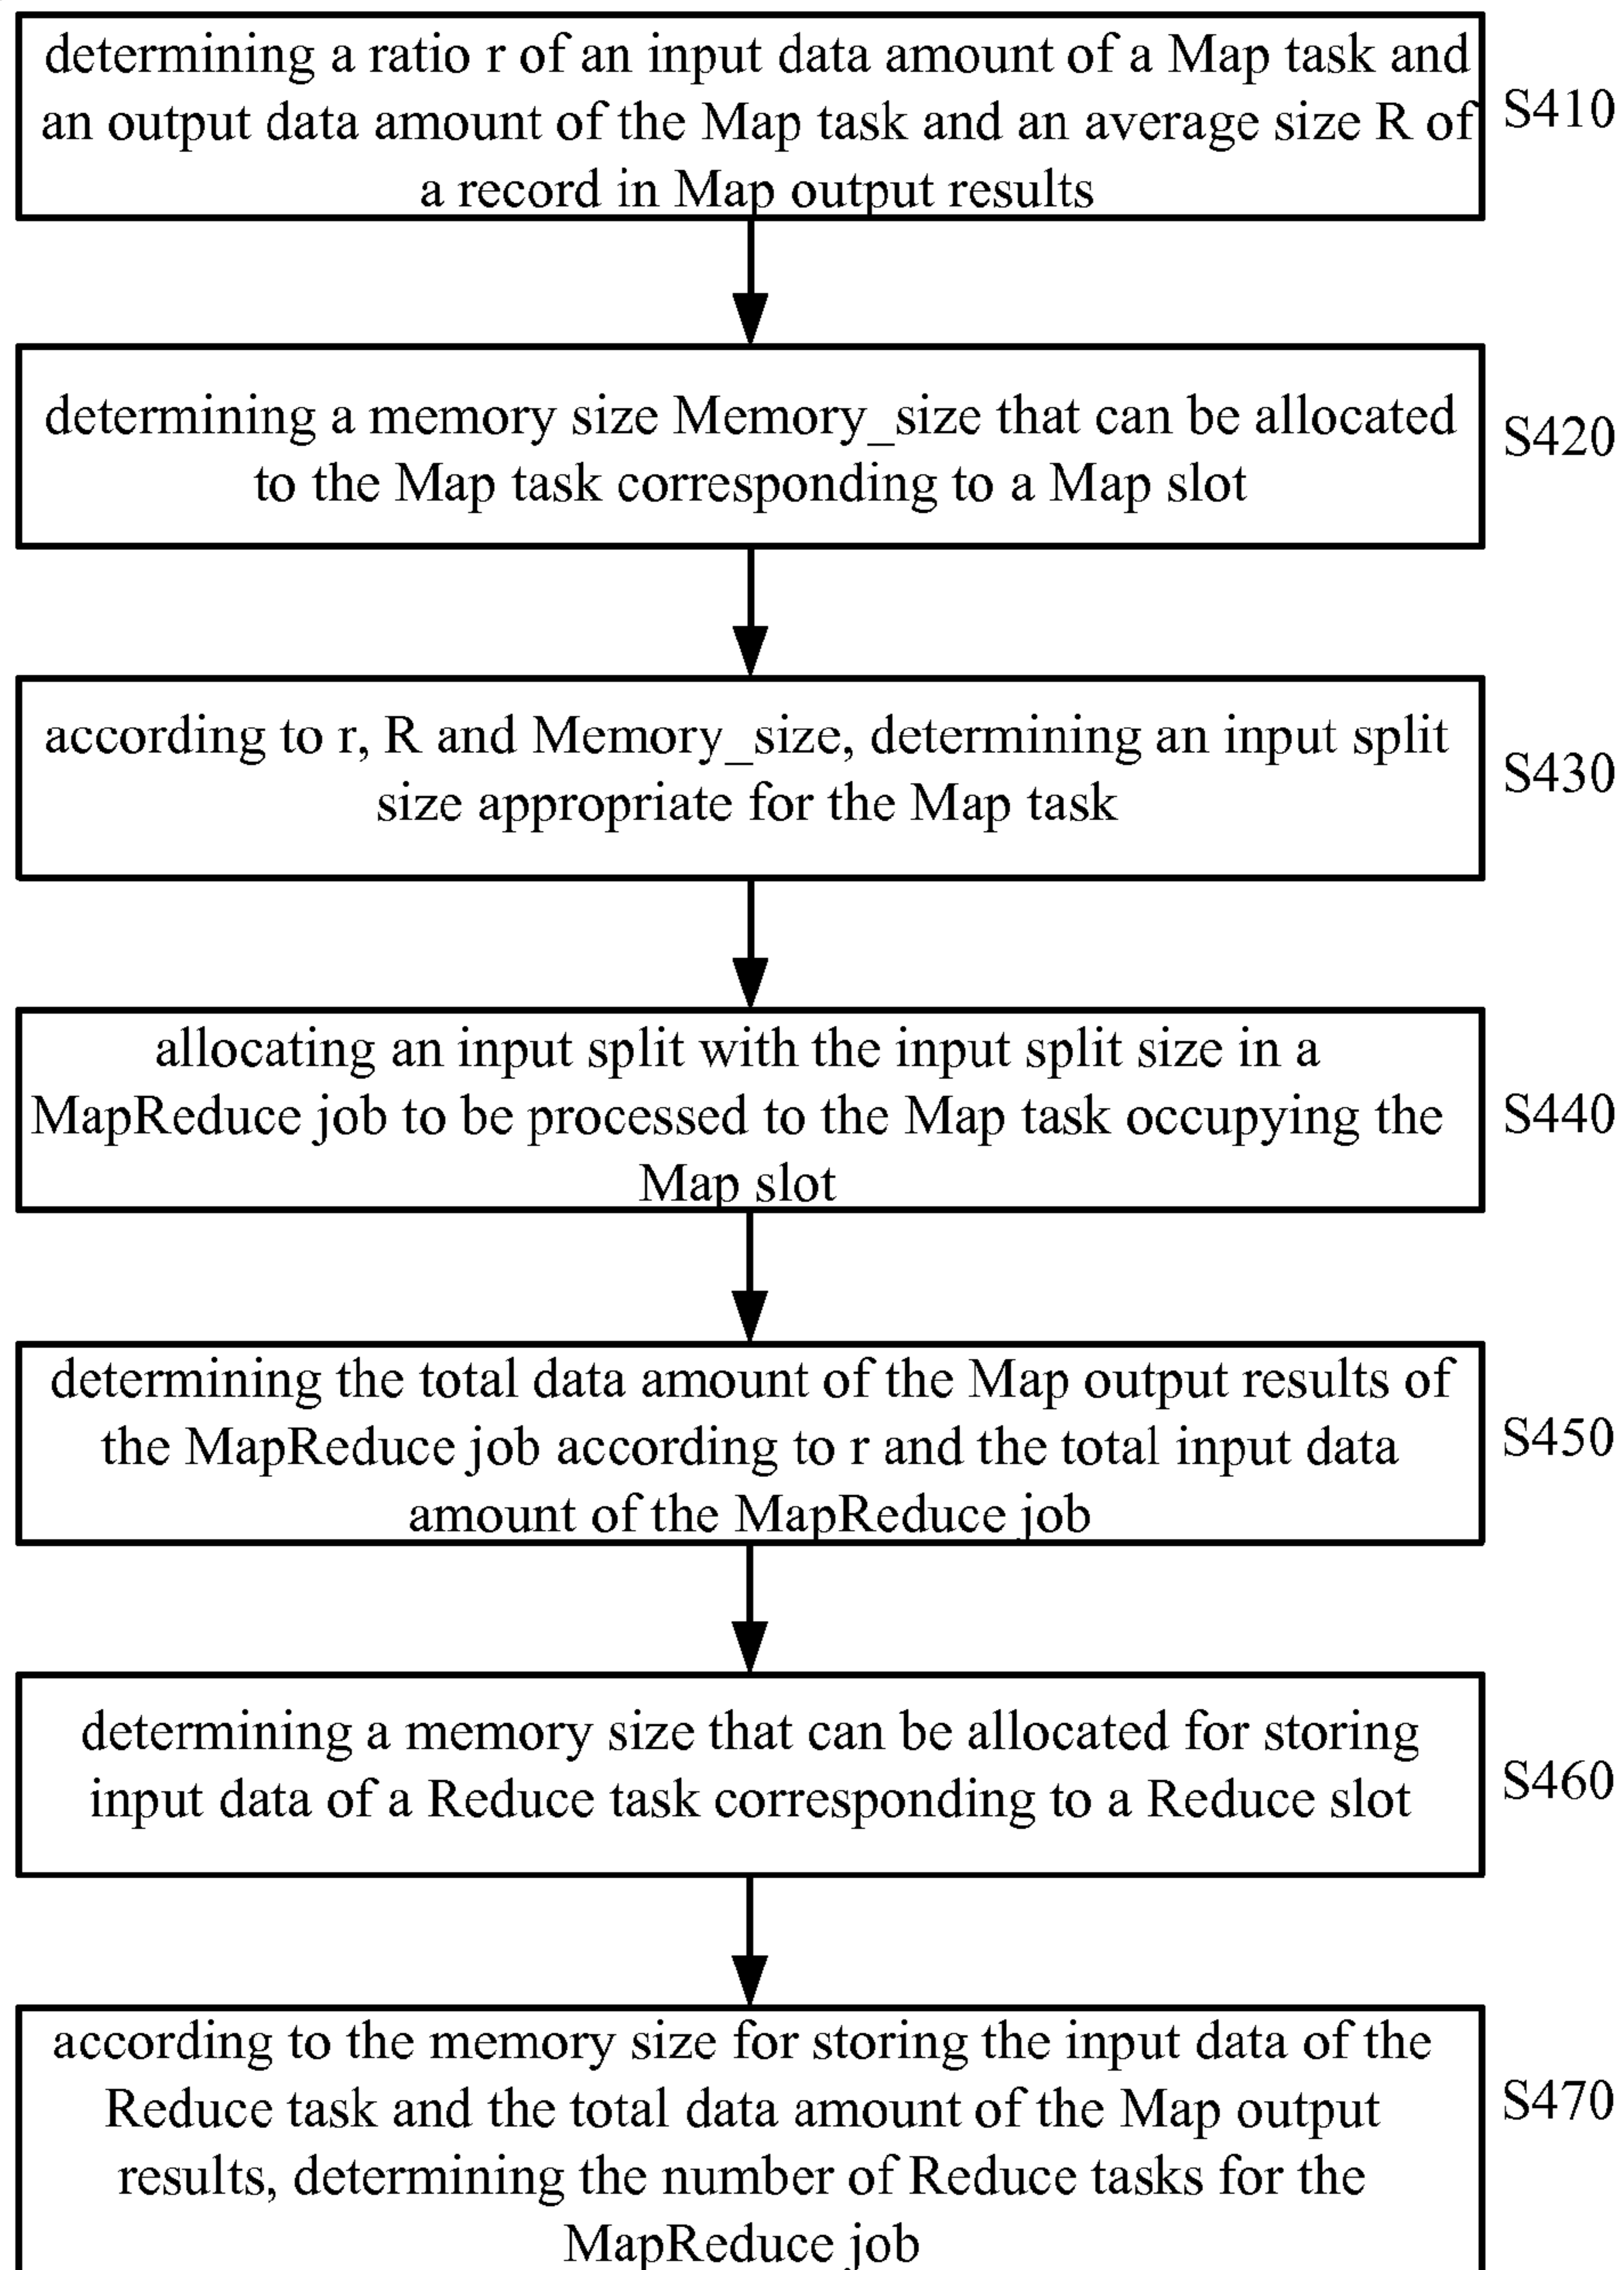 determining a ratio r of an input data amount of a Map task and
an output data amount of the Map task and an average size R of
a record in Map output results
S410
determining a memory size Memory_size that can be allocated
to the Map task corresponding to a Map slot
S420
according to r, R and Memory_size, determining an input split
size appropriate for the Map task
S430
allocating an input split with the input split size in a
MapReduce job to be processed to the Map task occupying the
Map slot
S440
determining the total data amount of the Map output results of
the MapReduce job according to r and the total input data
amount of the MapReduce job
S450
determining a memory size that can be allocated for storing
input data of a Reduce task corresponding to a Reduce slot
S460
according to the memory size for storing the input data of the
Reduce task and the total data amount of the Map output
results, determining the number of Reduce tasks for the
MapReduce job
S470